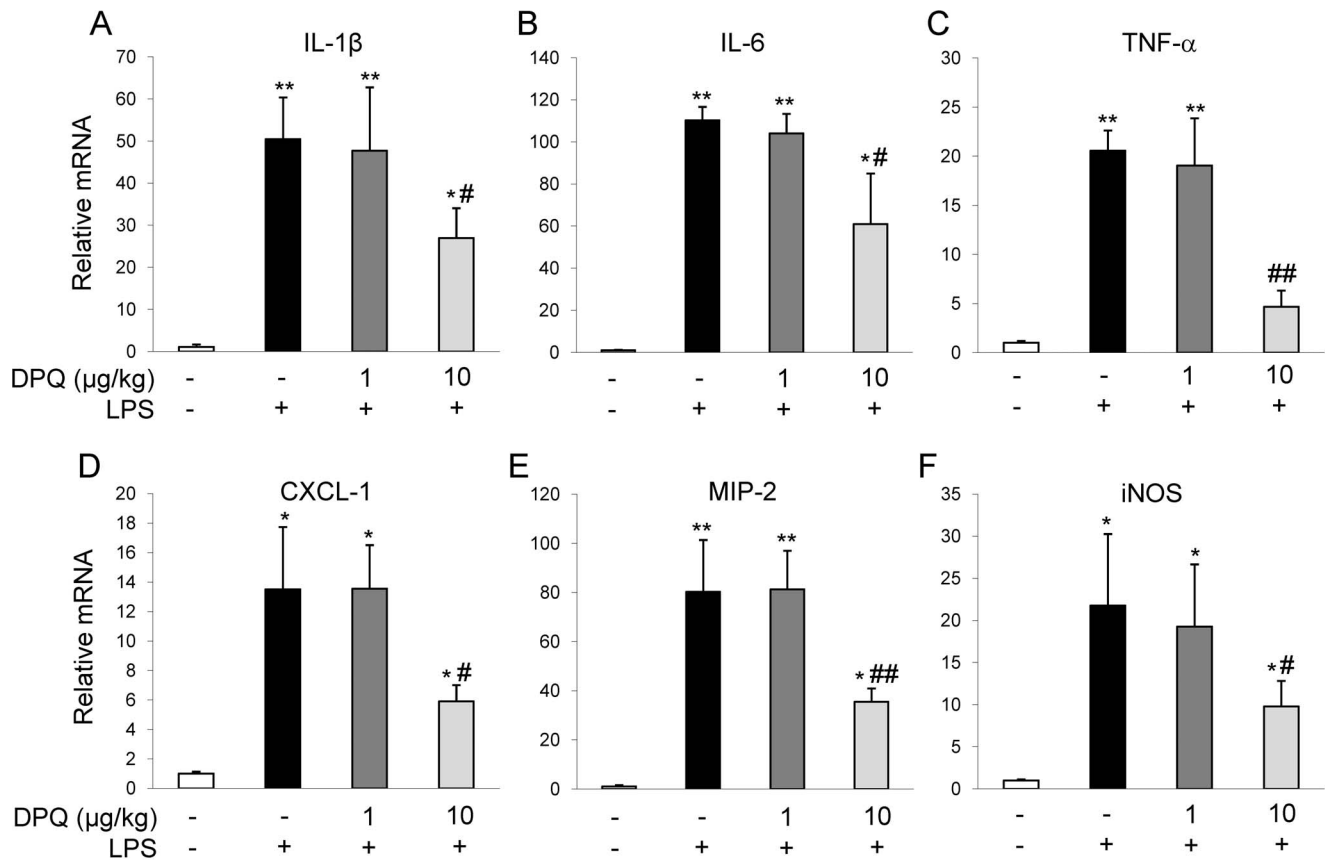 A
IL-1β
Relative mRNA
70
60
50
40
30
20
10
0
** ** *#
DPQ (μg/kg) - - 1 10
LPS - + + +
B
IL-6
140
120
100
80
60
40
20
0
** ** *#
- - 1 10
- + + +
C
TNF-α
30
25
20
15
10
5
0
** ** ##
- - 1 10
- + + +
D
CXCL-1
Relative mRNA
20
18
16
14
12
10
8
6
4
2
0
* * *#
DPQ (μg/kg) - - 1 10
LPS - + + +
E
MIP-2
120
100
80
60
40
20
0
** ** *##
- - 1 10
- + + +
F
iNOS
35
30
25
20
15
10
5
0
* * *#
- - 1 10
- + + +